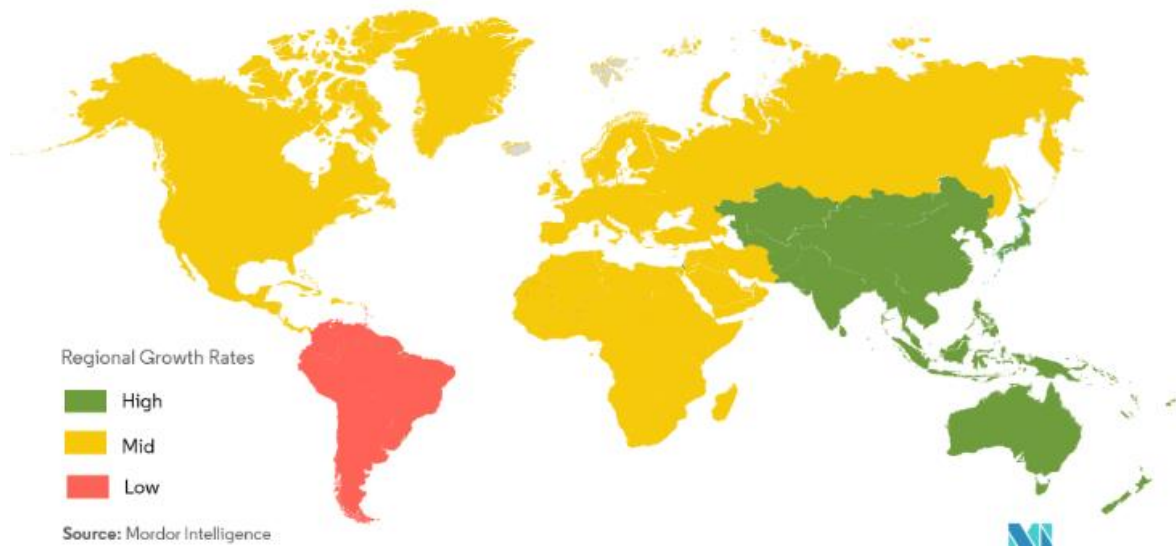 Regional Growth Rates
High
Mid
Low
Source: Mordor Intelligence